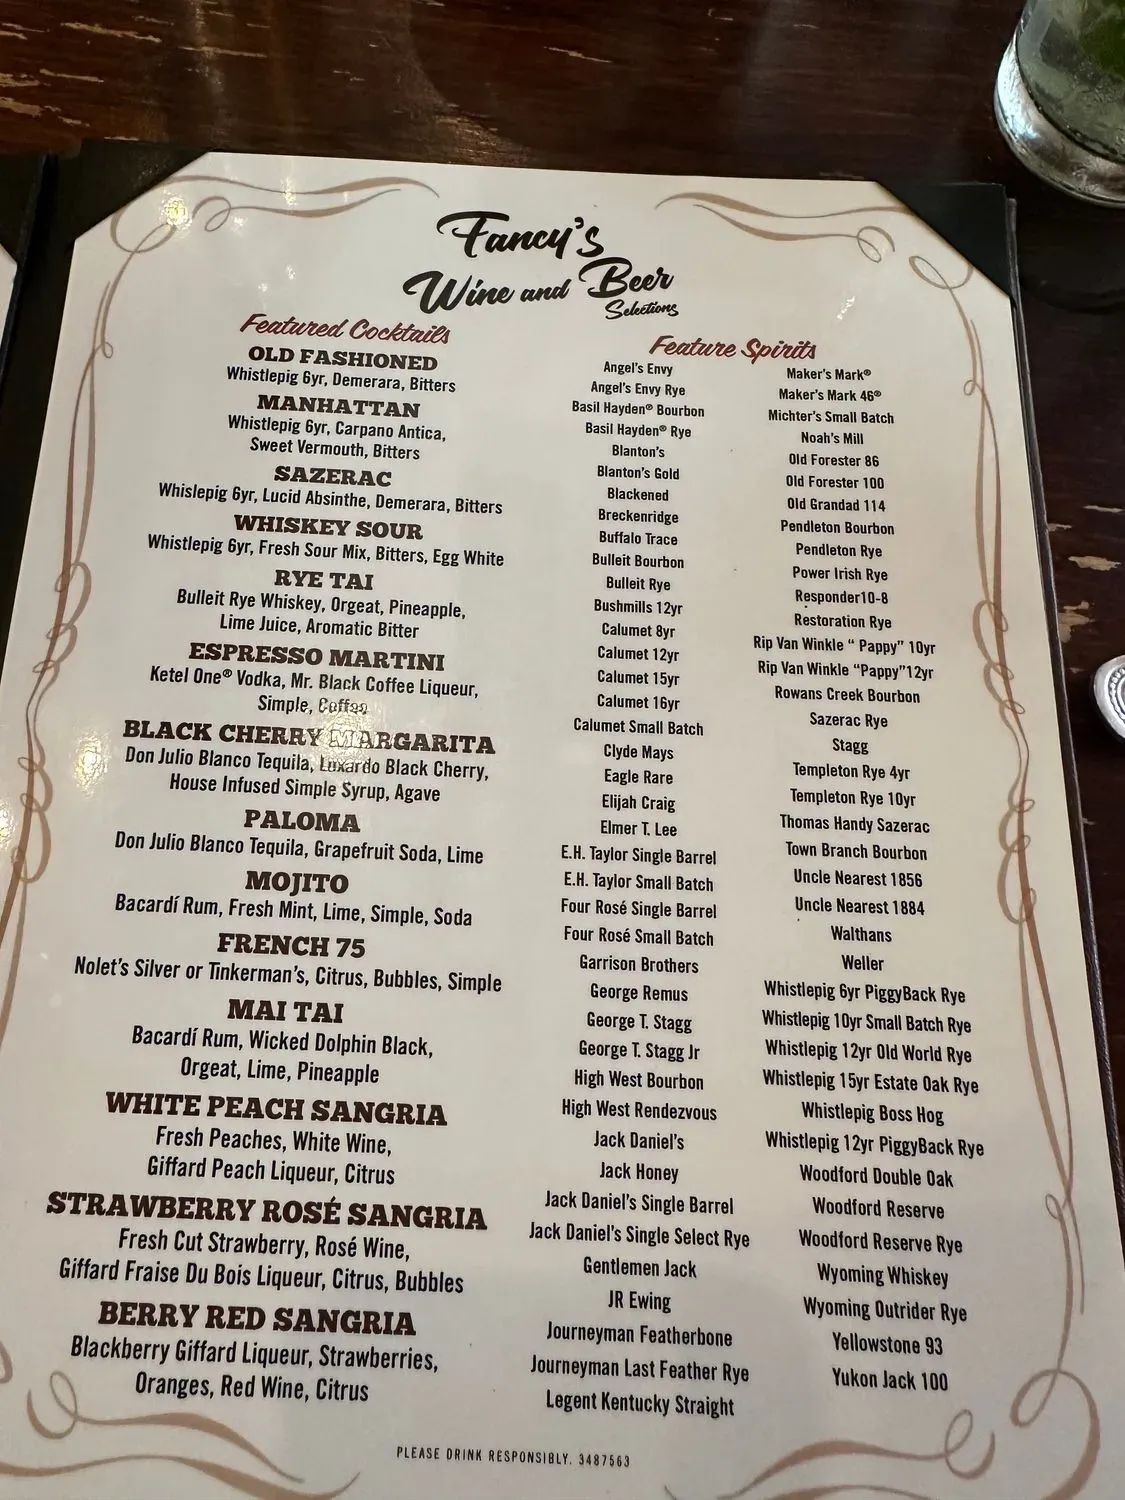 Fancy's
Wine and Beer
Selections
Featured Cocktails
OLD FASHIONED
Whistlepig 6yr, Demerara, Bitters
MANHATTAN
Whistlepig 6yr, Carpano Antica,
Sweet Vermouth, Bitters
SAZERAC
Whislepig 6yr, Lucid Absinthe, Demerara, Bitters
WHISKEY SOUR
Whistlepig 6yr, Fresh Sour Mix, Bitters, Egg White
RYE TAI
Bulleit Rye Whiskey, Orgeat, Pineapple,
Lime Juice, Aromatic Bitter
ESPRESSO MARTINI
Ketel One® Vodka, Mr. Black Coffee Liqueur,
Simple, Coffee
BLACK CHERRY MARGARITA
Don Julio Blanco Tequila, Luxardo Black Cherry,
House Infused Simple Syrup, Agave
PALOMA
Don Julio Blanco Tequila, Grapefruit Soda, Lime
MOJITO
Bacardí Rum, Fresh Mint, Lime, Simple, Soda
FRENCH 75
Nolet's Silver or Tinkerman's, Citrus, Bubbles, Simple
MAI TAI
Bacardí Rum, Wicked Dolphin Black,
Orgeat, Lime, Pineapple
WHITE PEACH SANGRIA
Fresh Peaches, White Wine,
Giffard Peach Liqueur, Citrus
STRAWBERRY ROSÉ SANGRIA
Fresh Cut Strawberry, Rosé Wine,
Giffard Fraise Du Bois Liqueur, Citrus, Bubbles
BERRY RED SANGRIA
Blackberry Giffard Liqueur, Strawberries,
Oranges, Red Wine, Citrus
Feature Spirits
Angel's Envy
Angel's Envy Rye
Basil Hayden® Bourbon
Basil Hayden® Rye
Blanton's
Blanton's Gold
Blackened
Breckenridge
Buffalo Trace
Bulleit Bourbon
Bulleit Rye
Bushmills 12yr
Calumet 8yr
Calumet 12yr
Calumet 15yr
Calumet 16yr
Calumet Small Batch
Clyde Mays
Eagle Rare
Elijah Craig
Elmer T. Lee
E.H. Taylor Single Barrel
E.H. Taylor Small Batch
Four Rosé Single Barrel
Four Rosé Small Batch
Garrison Brothers
George Remus
George T. Stagg
George T. Stagg Jr
High West Bourbon
High West Rendezvous
Jack Daniel's
Jack Honey
Jack Daniel's Single Barrel
Jack Daniel's Single Select Rye
Gentlemen Jack
JR Ewing
Journeyman Featherbone
Journeyman Last Feather Rye
Legent Kentucky Straight
Maker's Mark®
Maker's Mark 46®
Michter's Small Batch
Noah's Mill
Old Forester 86
Old Forester 100
Old Grandad 114
Pendleton Bourbon
Pendleton Rye
Power Irish Rye
Responder10-8
Restoration Rye
Rip Van Winkle “ Pappy” 10yr
Rip Van Winkle “Pappy”12yr
Rowans Creek Bourbon
Sazerac Rye
Stagg
Templeton Rye 4yr
Templeton Rye 10yr
Thomas Handy Sazerac
Town Branch Bourbon
Uncle Nearest 1856
Uncle Nearest 1884
Walthans
Weller
Whistlepig 6yr PiggyBack Rye
Whistlepig 10yr Small Batch Rye
Whistlepig 12yr Old World Rye
Whistlepig 15yr Estate Oak Rye
Whistlepig Boss Hog
Whistlepig 12yr PiggyBack Rye
Woodford Double Oak
Woodford Reserve
Woodford Reserve Rye
Wyoming Whiskey
Wyoming Outrider Rye
Yellowstone 93
Yukon Jack 100
PLEASE DRINK RESPONSIBLY. 3487563